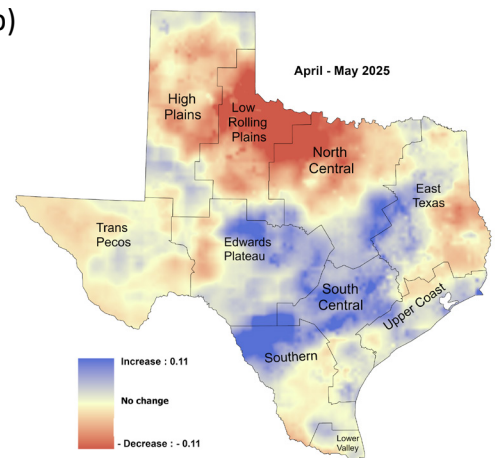 b)
April - May 2025
High
Plains
Low
Rolling
Plains
North
Central
East
Texas
Trans
Pecos
Edwards
Plateau
South
Central
Upper Coast
Southern
Lower
Valley
Increase : 0.11
No change
- Decrease : - 0.11